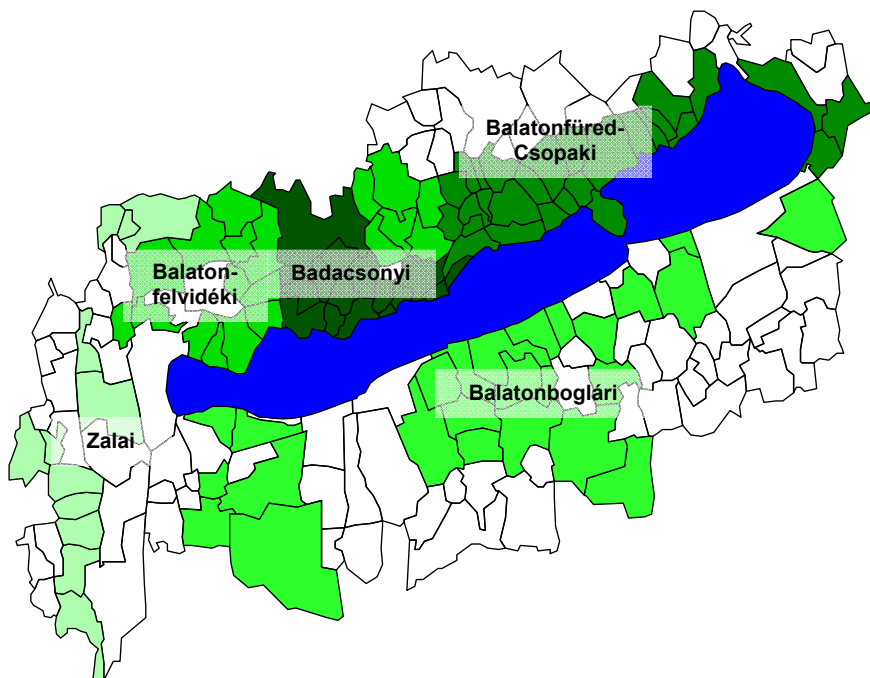 Balatonfüred-
Csopaki
Balaton-
felvidéki
Badacsonyi
Balatonboglári
Zalai